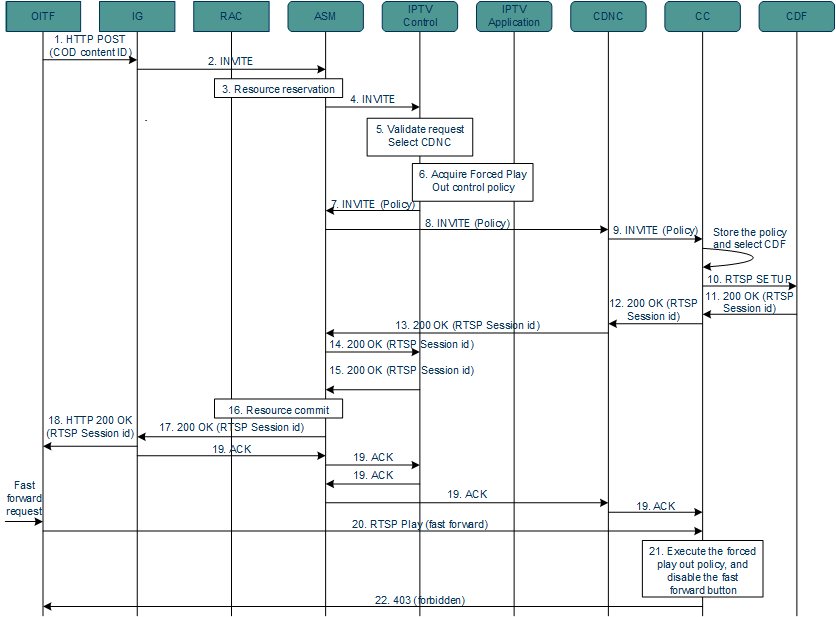 OITF
IG
RAC
ASM
IPTV
Control
IPTV
Application
CDNC
CC
CDF
1. HTTP POST
(COD content ID)
2. INVITE
3. Resource reservation
4. INVITE
5. Validate request
Select CDNC
6. Acquire Forced Play
Out control policy
7. INVITE (Policy)
8. INVITE (Policy)
9. INVITE (Policy)
Store the policy
and select CDF
10. RTSP SETUP
11. 200 OK (RTSP
Session id)
12. 200 OK (RTSP
Session id)
13. 200 OK (RTSP Session id)
14. 200 OK (RTSP Session id)
15. 200 OK (RTSP Session id)
16. Resource commit
17. 200 OK (RTSP Session id)
18. HTTP 200 OK
(RTSP Session id)
19. ACK
19. ACK
19. ACK
19. ACK
19. ACK
Fast
forward
request
20. RTSP Play (fast forward)
21. Execute the forced
play out policy, and
disable the fast
forward button
22. 403 (forbidden)